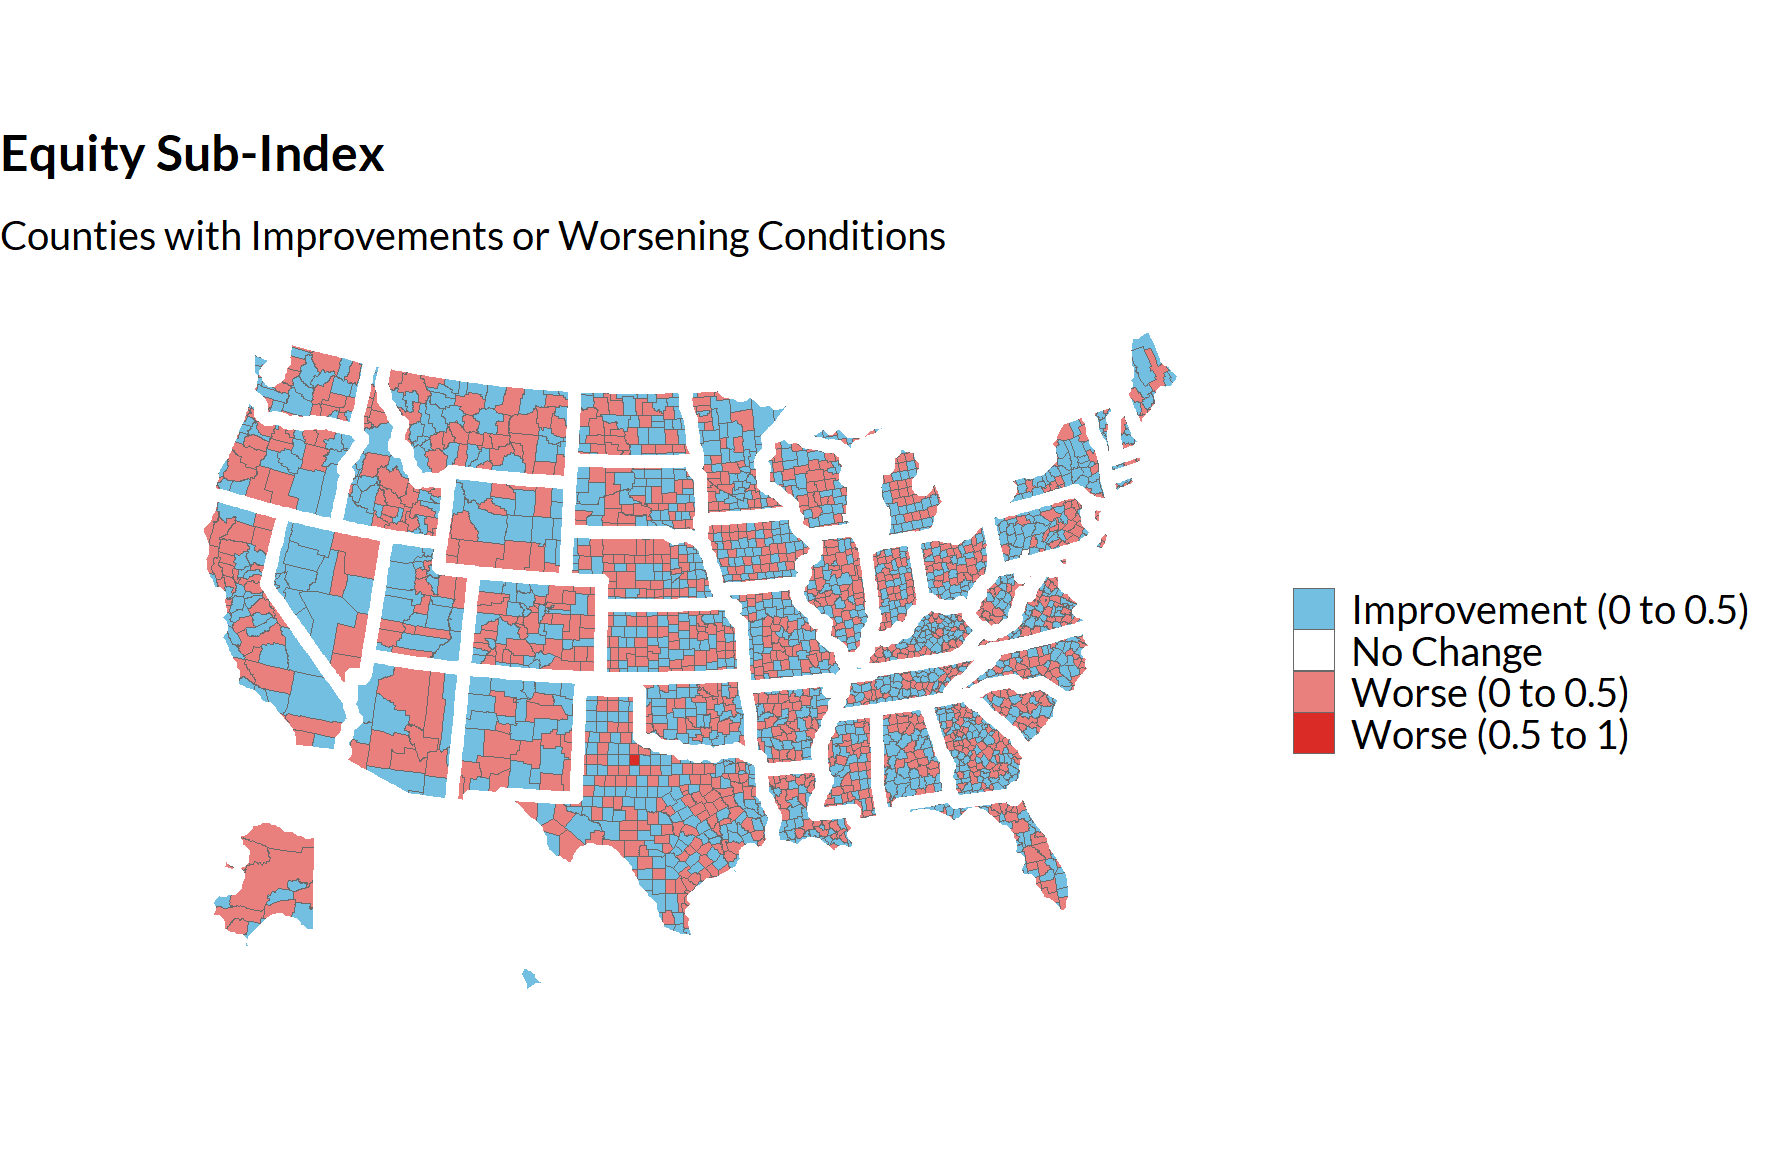 Equity Sub-Index
Counties with Improvements or Worsening Conditions
Improvement (0 to 0.5)
No Change
Worse (0 to 0.5)
Worse (0.5 to 1)